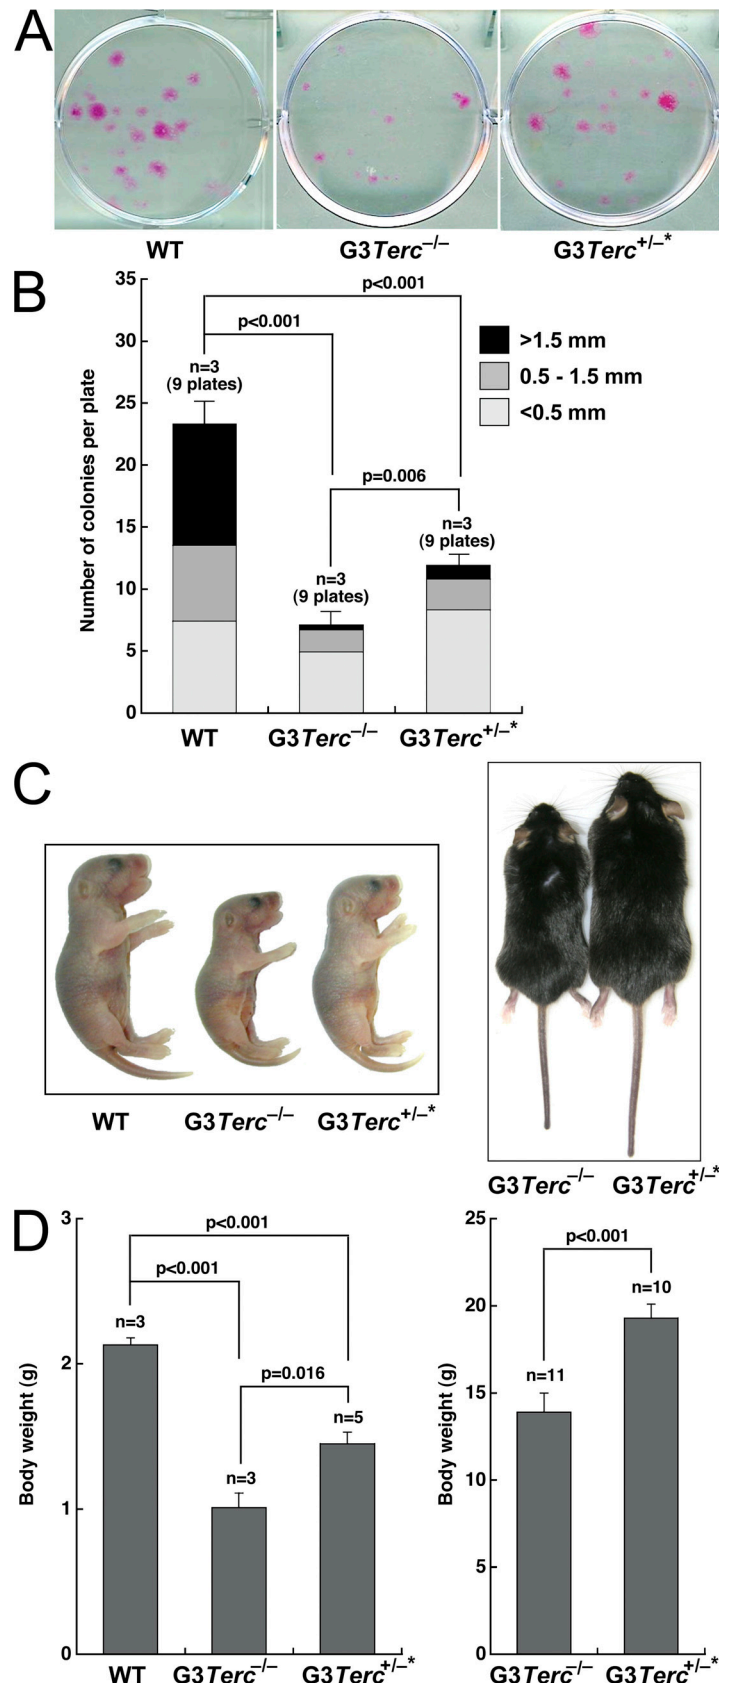 A
WT G3Terc–/– G3Terc+/–*
B
Number of colonies per plate
35
30
25
20
15
10
5
0
p<0.001
p<0.001
p=0.006
n=3
(9 plates)
n=3
(9 plates)
n=3
(9 plates)
>1.5 mm
0.5 - 1.5 mm
<0.5 mm
WT G3Terc–/– G3Terc+/–*
C
WT G3Terc–/– G3Terc+/–*
G3Terc–/– G3Terc+/–*
D
Body weight (g)
3
2
1
0
p<0.001
p<0.001
p=0.016
n=3
n=3
n=5
WT G3Terc–/– G3Terc+/–*
Body weight (g)
25
20
15
10
5
0
p<0.001
n=11
n=10
G3Terc–/– G3Terc+/–*